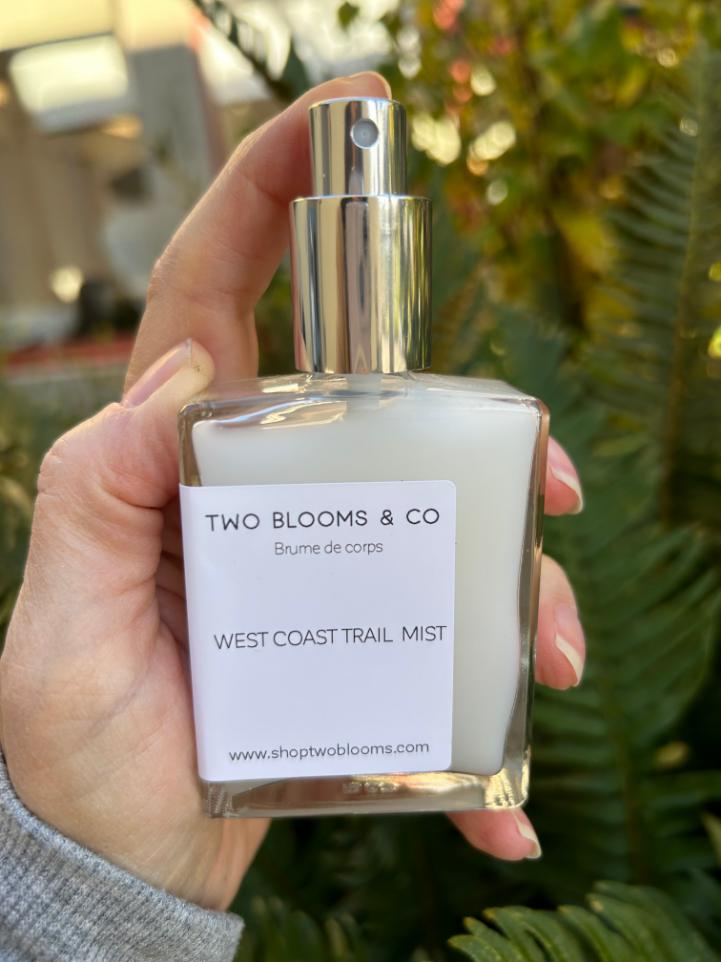 TWO BLOOMS & CO
Brume de corps
WEST COAST TRAIL MIST
www.shoptwoblooms.com